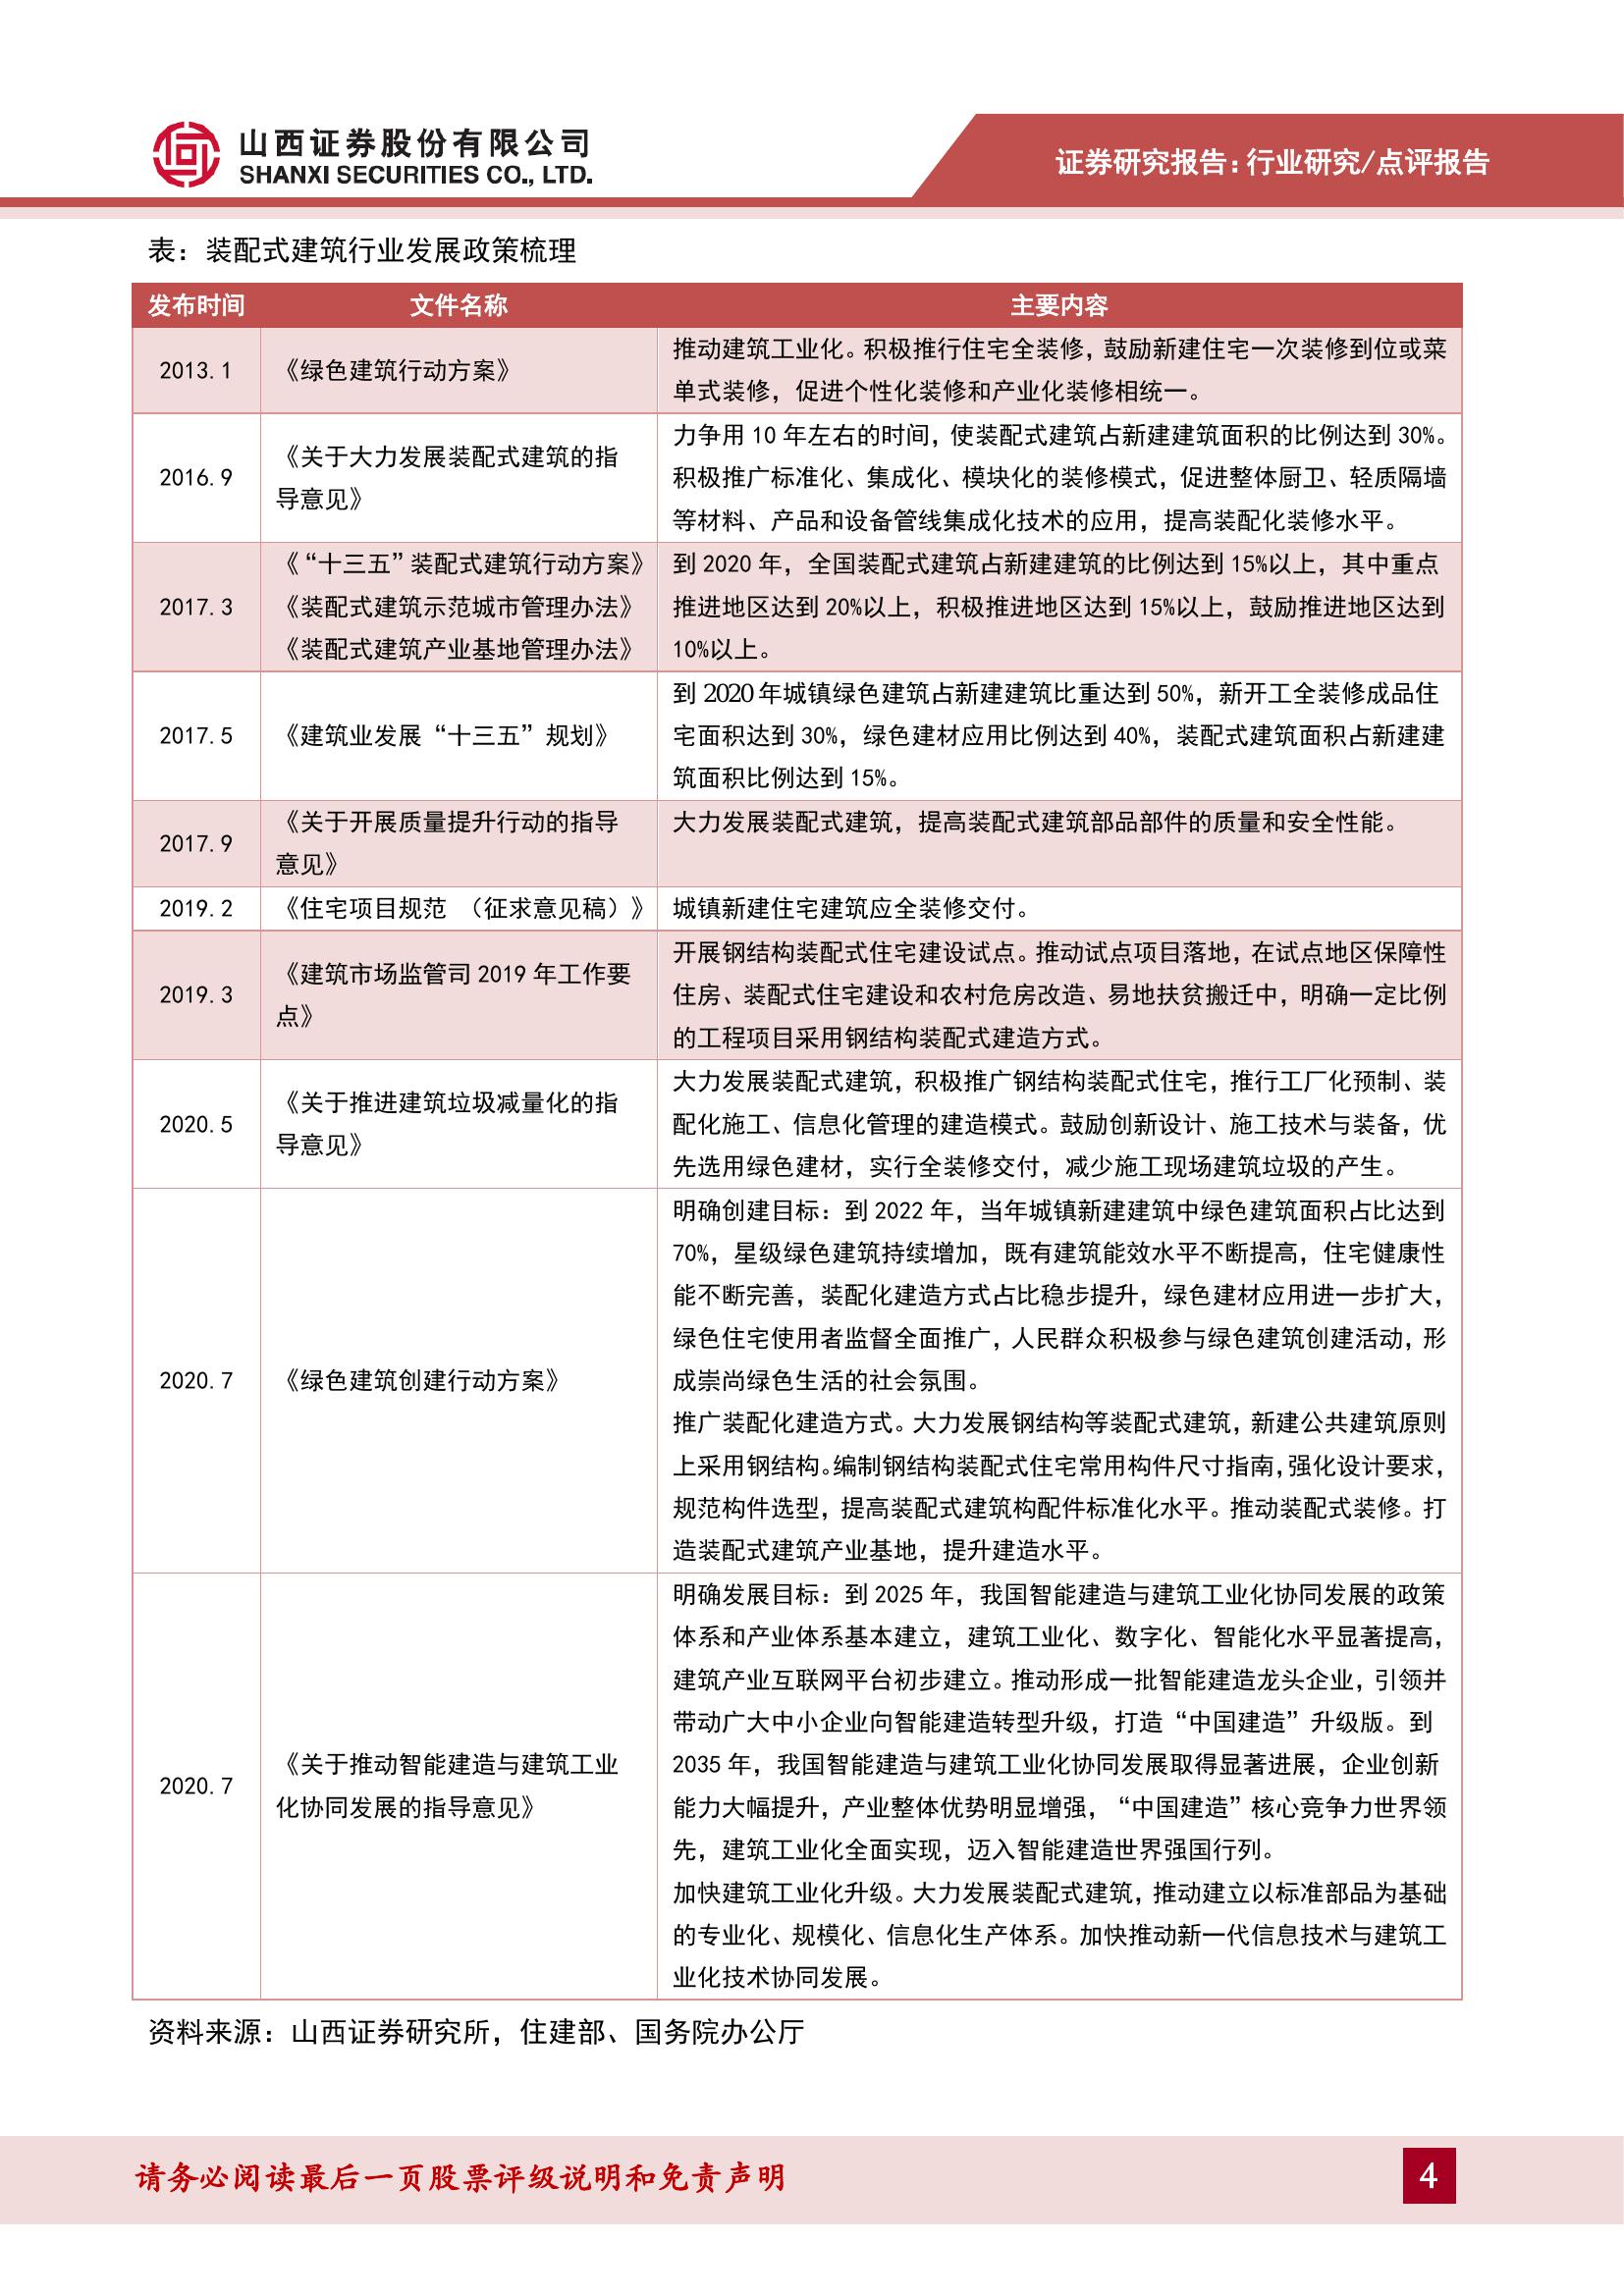 山西证券股份有限公司
SHANXI SECURITIES CO., LTD.
证券研究报告：行业研究/点评报告
表：装配式建筑行业发展政策梳理
发布时间 文件名称 主要内容
2013.1
《绿色建筑行动方案》
推动建筑工业化。积极推行住宅全装修，鼓励新建住宅一次装修到位或菜
单式装修，促进个性化装修和产业化装修相统一。
2016.9
《关于大力发展装配式建筑的指
导意见》
力争用 10 年左右的时间，使装配式建筑占新建建筑面积的比例达到 30%。
积极推广标准化、集成化、模块化的装修模式，促进整体厨卫、轻质隔墙
等材料、产品和设备管线集成化技术的应用，提高装配化装修水平。
2017.3
《“十三五”装配式建筑行动方案》
《装配式建筑示范城市管理办法》
《装配式建筑产业基地管理办法》
到 2020 年，全国装配式建筑占新建建筑的比例达到 15%以上，其中重点
推进地区达到 20%以上，积极推进地区达到 15%以上，鼓励推进地区达到
10%以上。
2017.5
《建筑业发展“十三五”规划》
到 2020 年城镇绿色建筑占新建建筑比重达到 50%，新开工全装修成品住
宅面积达到 30%，绿色建材应用比例达到 40%，装配式建筑面积占新建建
筑面积比例达到 15%。
2017.9
《关于开展质量提升行动的指导
意见》
大力发展装配式建筑，提高装配式建筑部品部件的质量和安全性能。
2019.2
《住宅项目规范 （征求意见稿）》
城镇新建住宅建筑应全装修交付。
2019.3
《建筑市场监管司 2019 年工作要
点》
开展钢结构装配式住宅建设试点。推动试点项目落地，在试点地区保障性
住房、装配式住宅建设和农村危房改造、易地扶贫搬迁中，明确一定比例
的工程项目采用钢结构装配式建造方式。
2020.5
《关于推进建筑垃圾减量化的指
导意见》
大力发展装配式建筑，积极推广钢结构装配式住宅，推行工厂化预制、装
配化施工、信息化管理的建造模式。鼓励创新设计、施工技术与装备，优
先选用绿色建材，实行全装修交付，减少施工现场建筑垃圾的产生。
2020.7
《绿色建筑创建行动方案》
明确创建目标：到 2022 年，当年城镇新建建筑中绿色建筑面积占比达到
70%，星级绿色建筑持续增加，既有建筑能效水平不断提高，住宅健康性
能不断完善，装配化建造方式占比稳步提升，绿色建材应用进一步扩大，
绿色住宅使用者监督全面推广，人民群众积极参与绿色建筑创建活动，形
成崇尚绿色生活的社会氛围。
推广装配化建造方式。大力发展钢结构等装配式建筑，新建公共建筑原则
上采用钢结构。编制钢结构装配式住宅常用构件尺寸指南，强化设计要求，
规范构件选型，提高装配式建筑构配件标准化水平。推动装配式装修。打
造装配式建筑产业基地，提升建造水平。
2020.7
《关于推动智能建造与建筑工业
化协同发展的指导意见》
明确发展目标：到 2025 年，我国智能建造与建筑工业化协同发展的政策
体系和产业体系基本建立，建筑工业化、数字化、智能化水平显著提高，
建筑产业互联网平台初步建立。推动形成一批智能建造龙头企业，引领并
带动广大中小企业向智能建造转型升级，打造“中国建造”升级版。到
2035 年，我国智能建造与建筑工业化协同发展取得显著进展，企业创新
能力大幅提升，产业整体优势明显增强，“中国建造”核心竞争力世界领
先，建筑工业化全面实现，迈入智能建造世界强国行列。
加快建筑工业化升级。大力发展装配式建筑，推动建立以标准部品为基础
的专业化、规模化、信息化生产体系。加快推动新一代信息技术与建筑工
业化技术协同发展。
资料来源：山西证券研究所，住建部、国务院办公厅
请务必阅读最后一页股票评级说明和免责声明
4